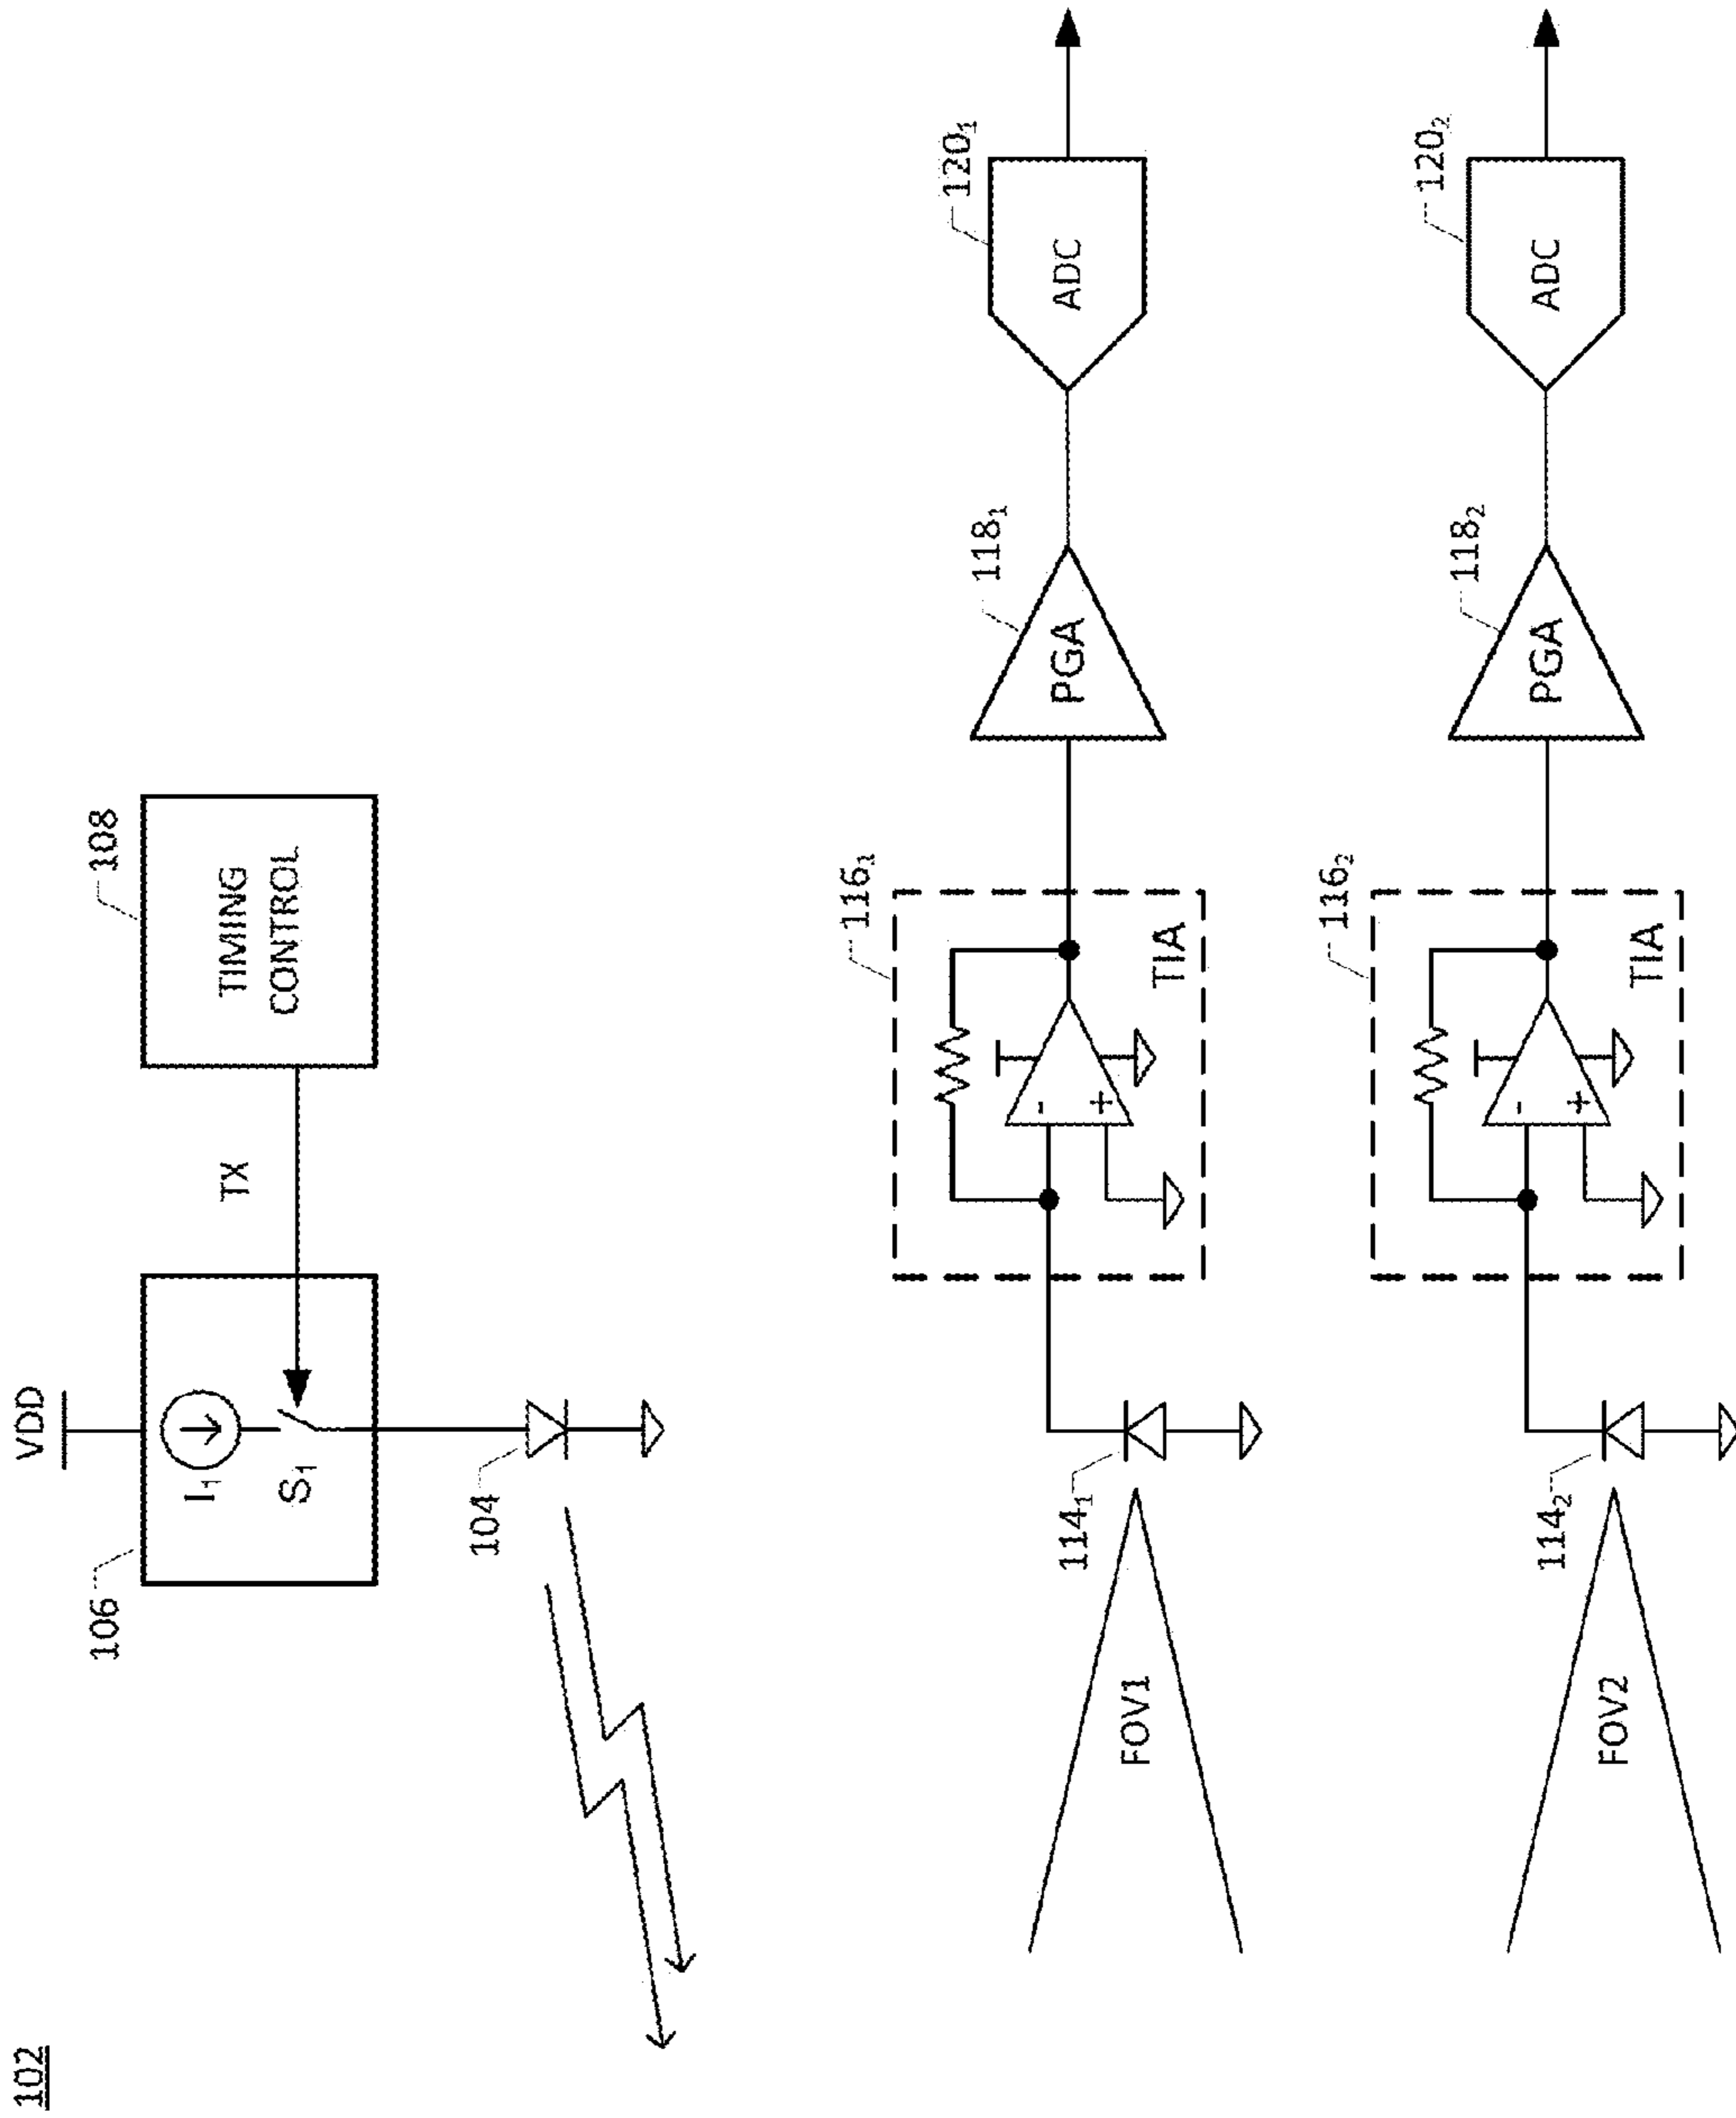 102
VDD
106
I₁
S₁
TX
108
TIMING
CONTROL
104
FOV1
114₁
116₁
-
+
TIA
118₁
PGA
120₁
ADC
FOV2
114₂
116₂
-
+
TIA
118₂
PGA
120₂
ADC